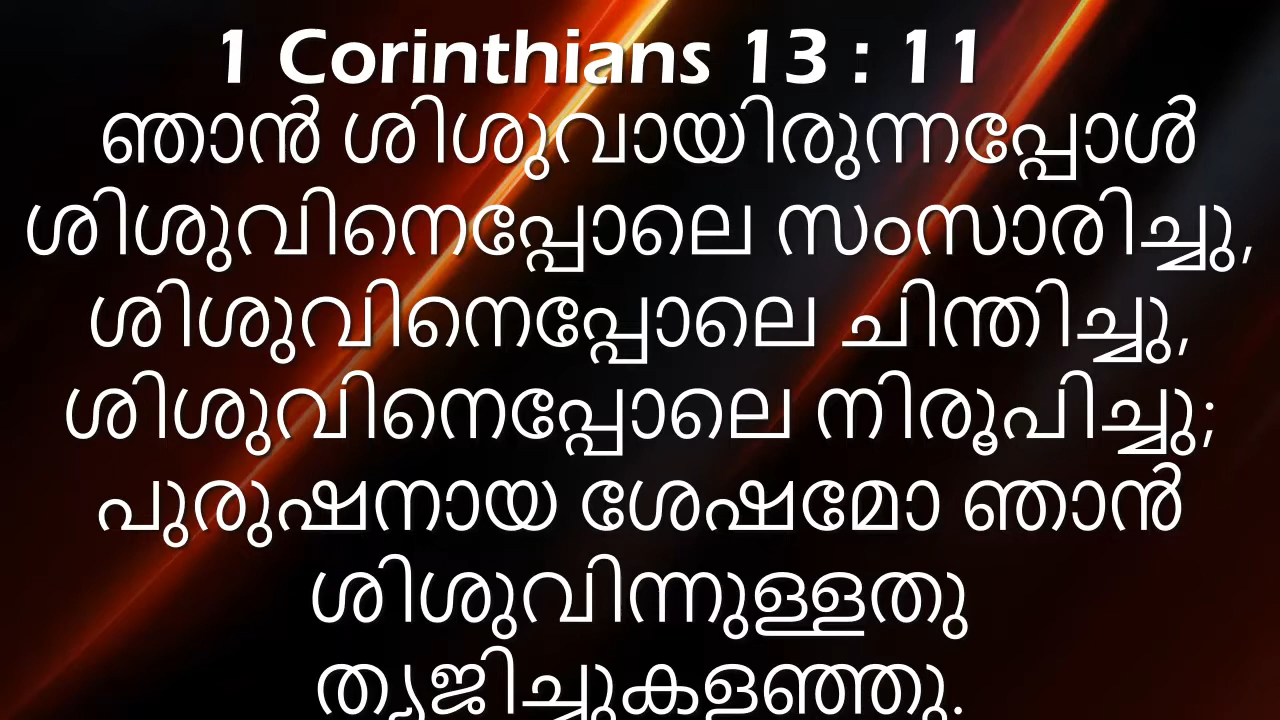 1 Corinthians 13 : 11
ഞാൻ ശിശുവായിരുന്നപ്പോൾ
ശിശുവിനെപ്പോലെ സംസാരിച്ചു,
ശിശുവിനെപ്പോലെ ചിന്തിച്ചു,
ശിശുവിനെപ്പോലെ നിരൂപിച്ചു;
പുരുഷനായ ശേഷമോ ഞാൻ
ശിശുവിന്നുള്ളതു
ത്യജിച്ചുകളഞ്ഞു.